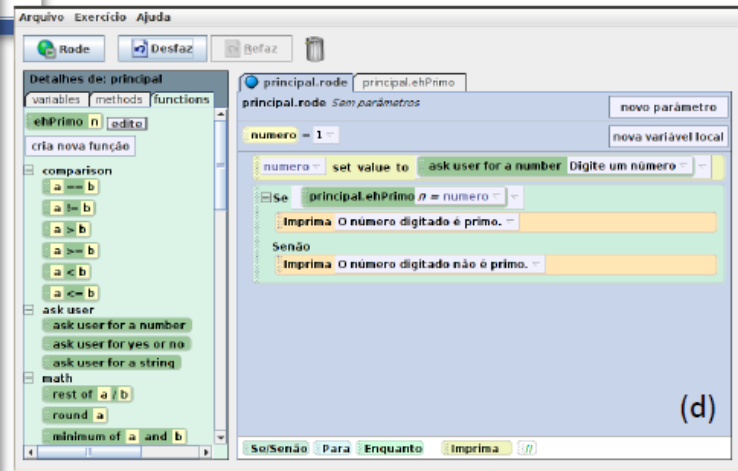 Arquivo Exercício Ajuda
Rode Desfaz Refaz
Detalhes de: principal
variables methods functions
ehPrimo n edite
cria nova função
comparison
a == b
a != b
a > b
a >= b
a < b
a <= b
ask user
ask user for a number
ask user for yes or no
ask user for a string
math
rest of a / b
round a
minimum of a and b
principal.rode principal.ehPrimo
principal.rode Sem parâmetros novo parâmetro
numero = 1 nova variável local
numero set value to ask user for a number Digite um número
Se principal.ehPrimo n = numero
Imprima O número digitado é primo.
Senão
Imprima O número digitado não é primo.
(d)
Se/Senão Para Enquanto Imprima //